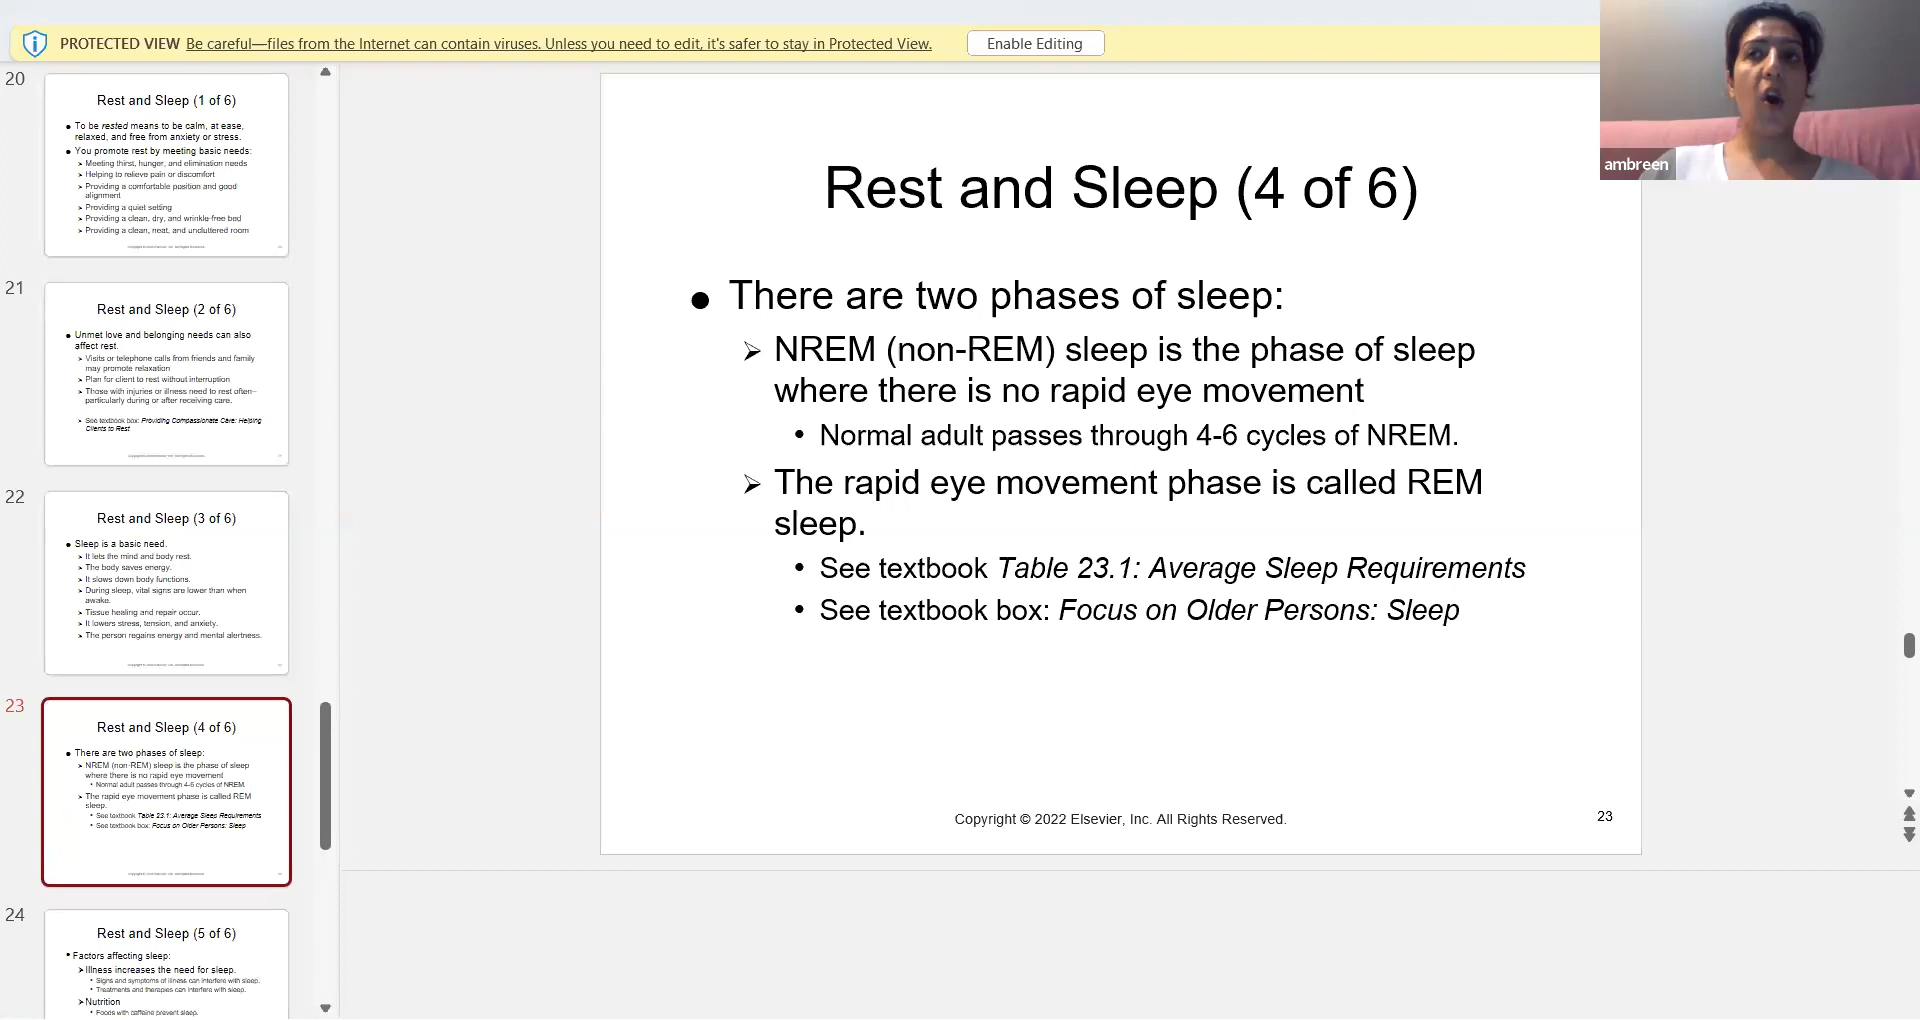 PROTECTED VIEW Be careful—files from the Internet can contain viruses. Unless you need to edit, it's safer to stay in Protected View. Enable Editing
ambreen
20
Rest and Sleep (1 of 6)
• To be rested means to be calm, at ease,
relaxed, and free from anxiety or stress.
• You promote rest by meeting basic needs:
➢ Meeting thirst, hunger, and elimination needs
➢ Helping to relieve pain or discomfort
➢ Providing a comfortable position and good
alignment
➢ Providing a quiet setting
➢ Providing a clean, dry, and wrinkle-free bed
➢ Providing a clean, neat, and uncluttered room
21
Rest and Sleep (2 of 6)
• Unmet love and belonging needs can also
affect rest.
➢ Visits or telephone calls from friends and family
may promote relaxation
➢ Plan for client to rest without interruption
➢ Those with injuries or illness need to rest often–
particularly during or after receiving care.
➢ See textbook box: Providing Compassionate Care: Helping
Clients to Rest
22
Rest and Sleep (3 of 6)
• Sleep is a basic need.
➢ It lets the mind and body rest.
➢ The body saves energy.
➢ It slows down body functions.
➢ During sleep, vital signs are lower than when
awake.
➢ Tissue healing and repair occur.
➢ It lowers stress, tension, and anxiety.
➢ The person regains energy and mental alertness.
23
Rest and Sleep (4 of 6)
• There are two phases of sleep:
➢ NREM (non-REM) sleep is the phase of sleep
where there is no rapid eye movement
• Normal adult passes through 4-6 cycles of NREM.
➢ The rapid eye movement phase is called REM
sleep.
• See textbook Table 23.1: Average Sleep Requirements
• See textbook box: Focus on Older Persons: Sleep
24
Rest and Sleep (5 of 6)
• Factors affecting sleep:
➢ Illness increases the need for sleep.
• Signs and symptoms of illness can interfere with sleep.
• Treatments and therapies can interfere with sleep.
➢ Nutrition
• Foods with caffeine prevent sleep.
Rest and Sleep (4 of 6)
• There are two phases of sleep:
➢ NREM (non-REM) sleep is the phase of sleep
where there is no rapid eye movement
• Normal adult passes through 4-6 cycles of NREM.
➢ The rapid eye movement phase is called REM
sleep.
• See textbook Table 23.1: Average Sleep Requirements
• See textbook box: Focus on Older Persons: Sleep
Copyright © 2022 Elsevier, Inc. All Rights Reserved.
23